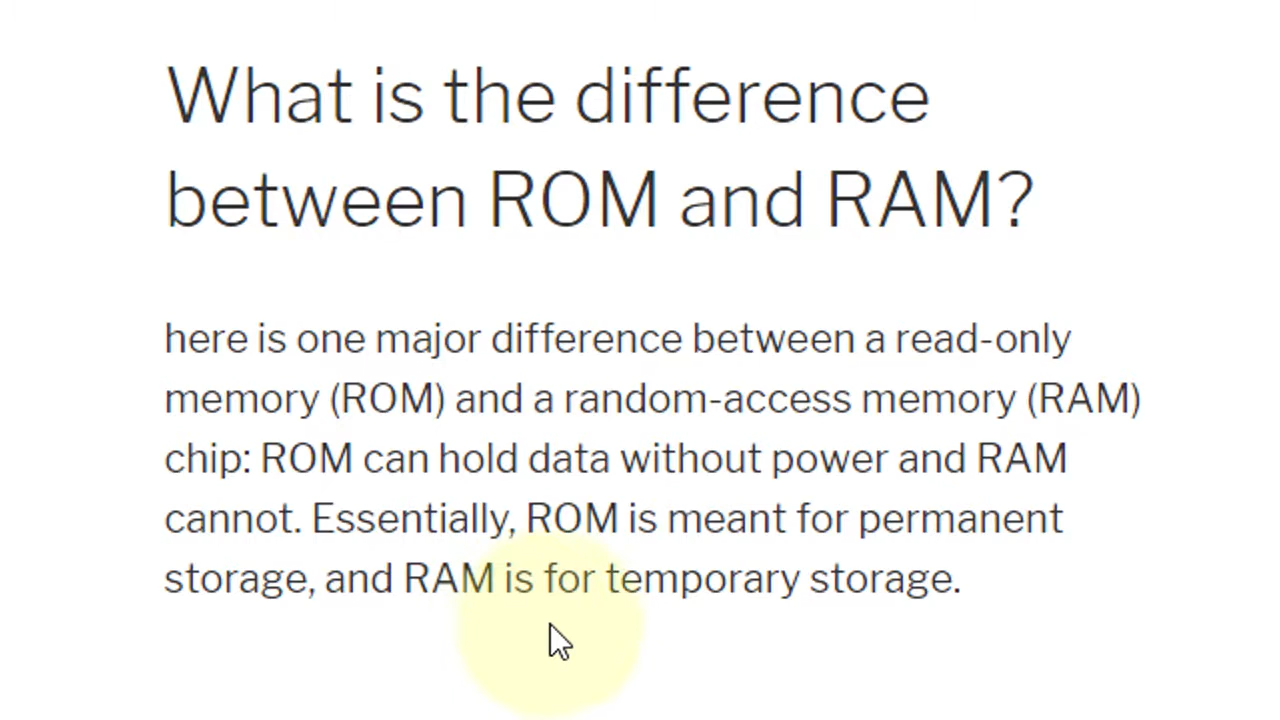 What is the difference
between ROM and RAM?
here is one major difference between a read-only
memory (ROM) and a random-access memory (RAM)
chip: ROM can hold data without power and RAM
cannot. Essentially, ROM is meant for permanent
storage, and RAM is for temporary storage.